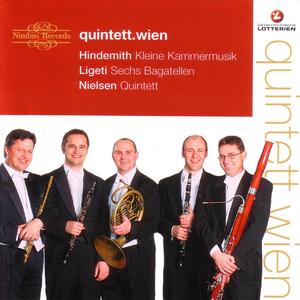 Nimbus Records
quintett.wien
Hindemith Kleine Kammermusik
Ligeti Sechs Bagatellen
Nielsen Quintett
österreichische
LOTTERIEN
quintett wien